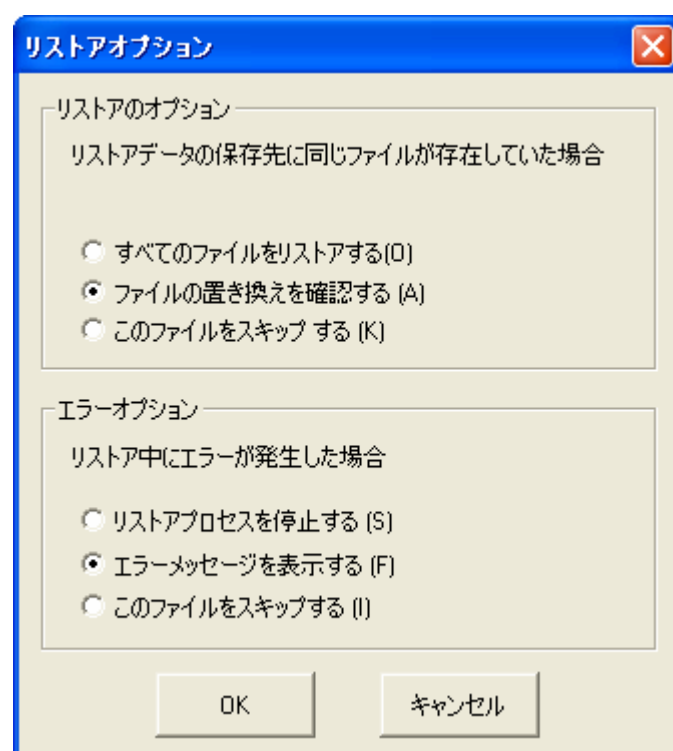 リストアオプション
リストアのオプション
リストアデータの保存先に同じファイルが存在していた場合
すべてのファイルをリストアする(O)
ファイルの置き換えを確認する (A)
このファイルをスキップ する (K)
エラーオプション
リストア中にエラーが発生した場合
リストアプロセスを停止する (S)
エラーメッセージを表示する (F)
このファイルをスキップする (I)
OK
キャンセル